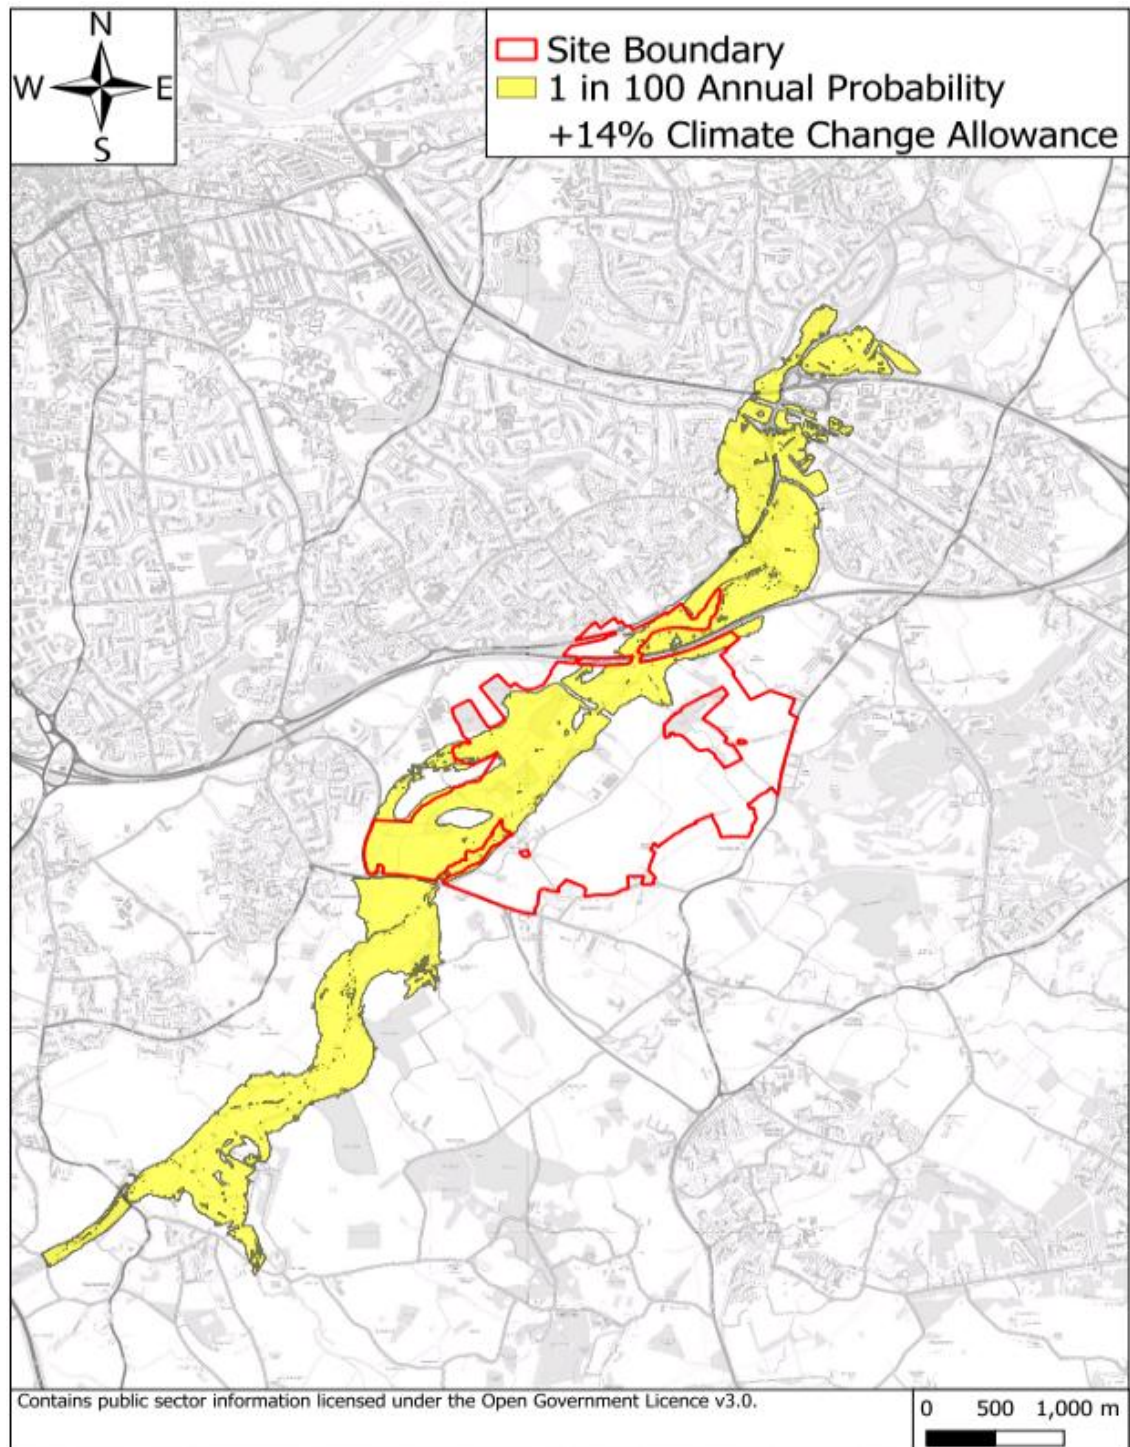 N
W E
S
Site Boundary
1 in 100 Annual Probability
+14% Climate Change Allowance
Contains public sector information licensed under the Open Government Licence v3.0.
0 500 1,000 m